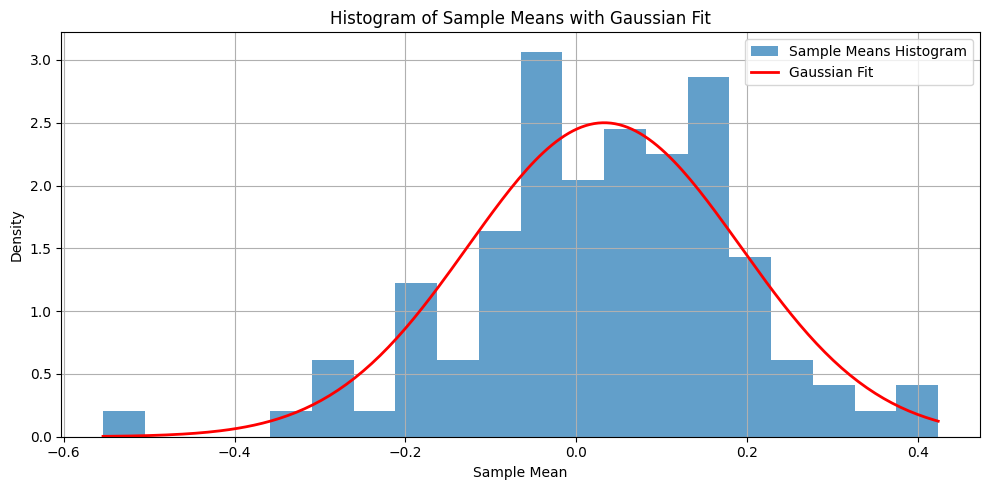 Histogram of Sample Means with Gaussian Fit
Sample Means Histogram
Gaussian Fit
Density
3.0
2.5
2.0
1.5
1.0
0.5
0.0
−0.6 −0.4 −0.2 0.0 0.2 0.4
Sample Mean